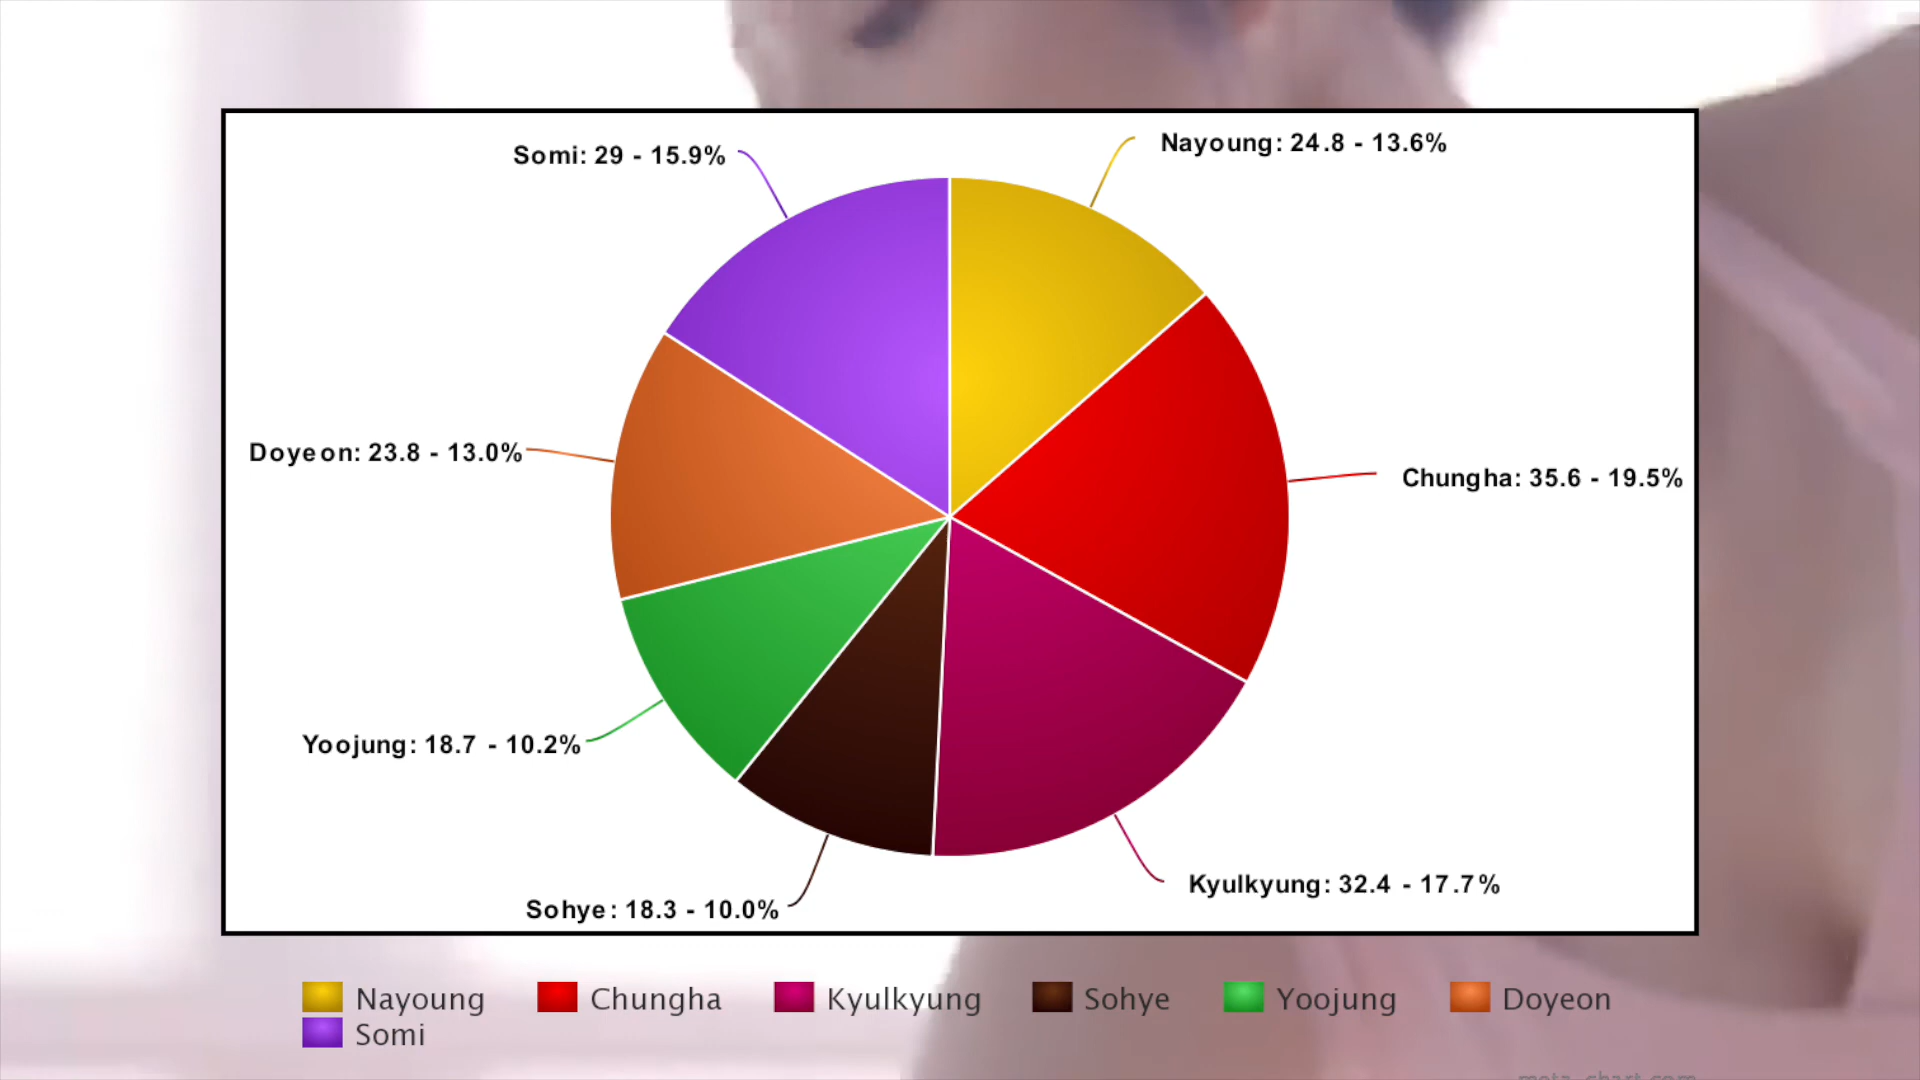 Somi: 29 - 15.9%
Nayoung: 24.8 - 13.6%
Doyeon: 23.8 - 13.0%
Chungha: 35.6 - 19.5%
Yoojung: 18.7 - 10.2%
Kyulkyung: 32.4 - 17.7%
Sohye: 18.3 - 10.0%
Nayoung Chungha Kyulkyung Sohye Yoojung Doyeon
Somi